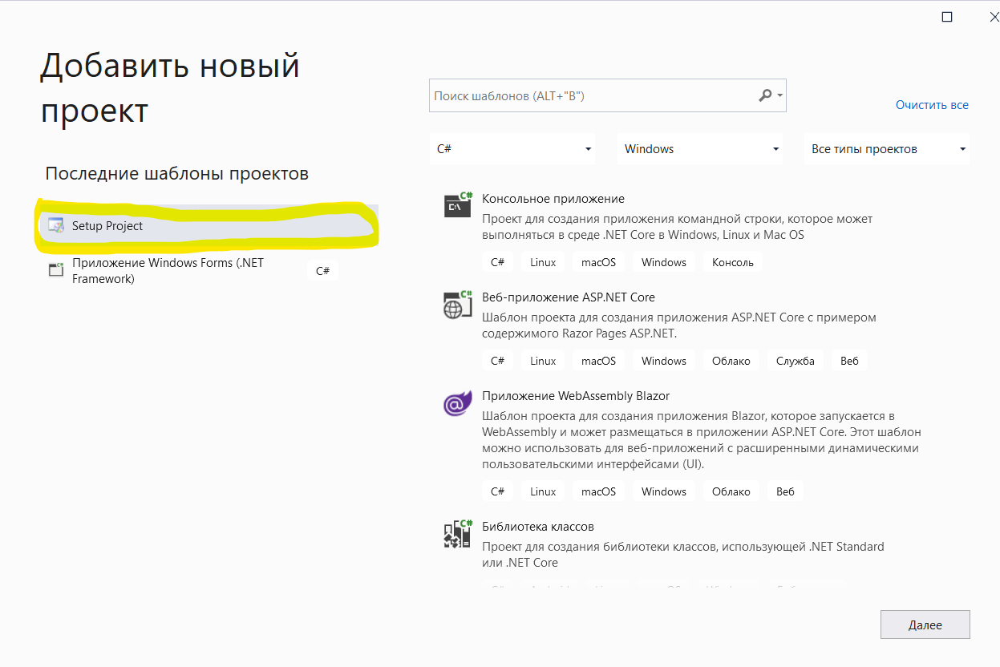 Добавить новый
проект
Последние шаблоны проектов
Setup Project
Приложение Windows Forms (.NET
Framework)
C#
Поиск шаблонов (ALT+"B")
Очистить все
C#
Windows
Все типы проектов
Консольное приложение
Проект для создания приложения командной строки, которое может
выполняться в среде .NET Core в Windows, Linux и Mac OS
C# Linux macOS Windows Консоль
Веб-приложение ASP.NET Core
Шаблон проекта для создания приложения ASP.NET Core с примером
содержимого Razor Pages ASP.NET.
C# Linux macOS Windows Облако Служба Веб
Приложение WebAssembly Blazor
Шаблон проекта для создания приложения Blazor, которое запускается в
WebAssembly и может размещаться в приложении ASP.NET Core. Этот шаблон
можно использовать для веб-приложений с расширенными динамическими
пользовательскими интерфейсами (UI).
C# Linux macOS Windows Облако Веб
Библиотека классов
Проект для создания библиотеки классов, использующей .NET Standard
или .NET Core
Далее